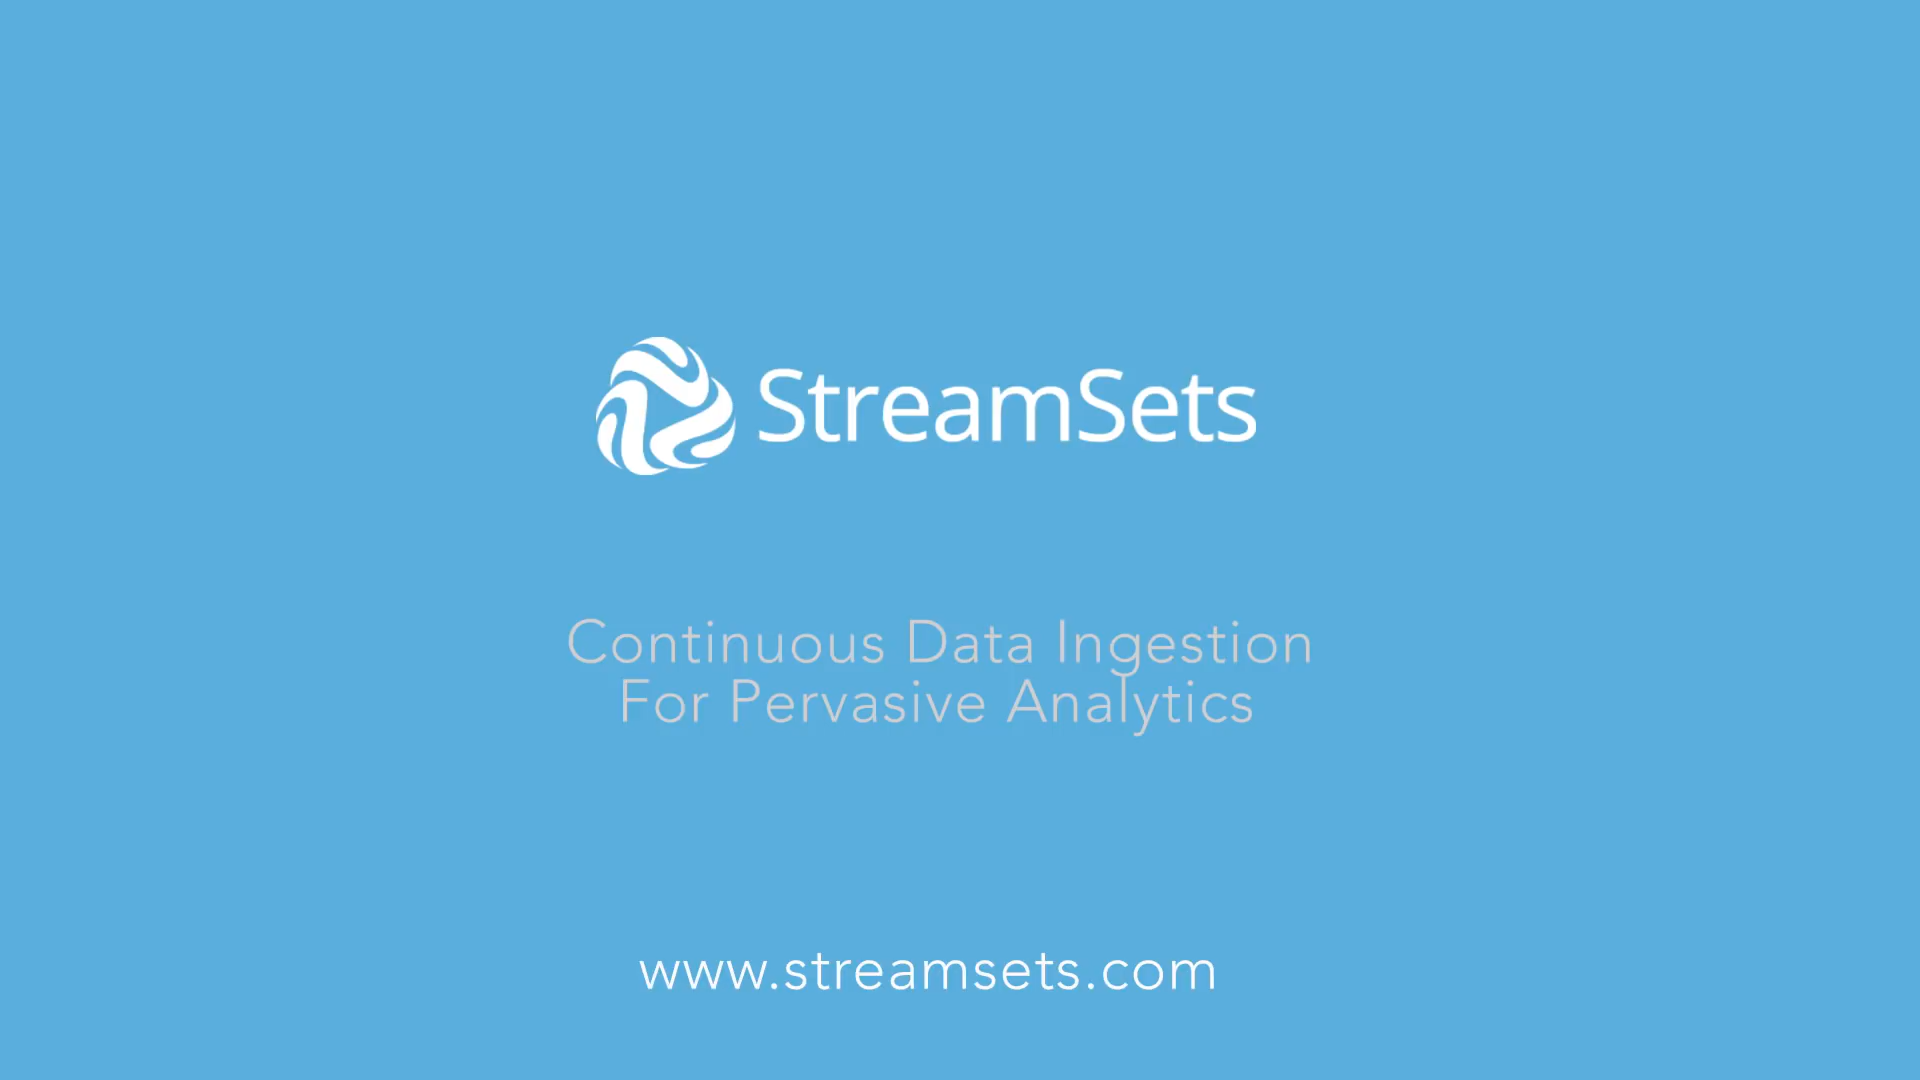 StreamSets
Continuous Data Ingestion
For Pervasive Analytics
www.streamsets.com